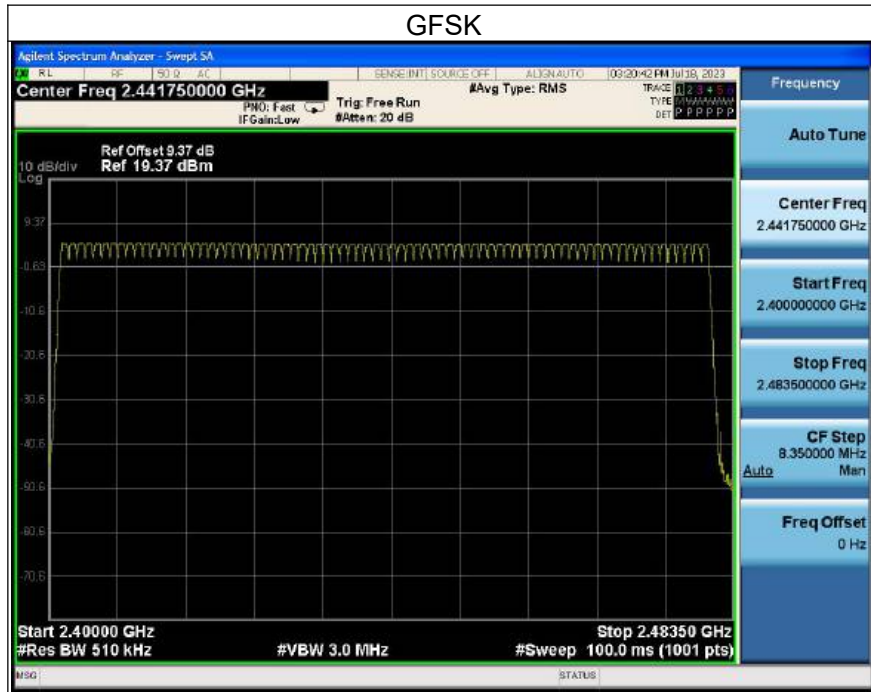 GFSK
Agilent Spectrum Analyzer - Swept SA
RL RF 50 Ω AC SENSE:INT SOURCE OFF ALIGN AUTO 03:20:42 PM Jul 18, 2023
Center Freq 2.441750000 GHz
PNO: Fast
IFGain:Low
Trig: Free Run
#Atten: 20 dB
#Avg Type: RMS
TRACE 1 2 3 4 5 6
TYPE
DET P P P P P P
Ref Offset 9.37 dB
10 dB/div Ref 19.37 dBm
Log
9.37
-0.63
-10.6
-20.6
-30.6
-40.6
-50.6
-60.6
-70.6
Start 2.40000 GHz Stop 2.48350 GHz
#Res BW 510 kHz #VBW 3.0 MHz #Sweep 100.0 ms (1001 pts)
MSG STATUS
Frequency
Auto Tune
Center Freq
2.441750000 GHz
Start Freq
2.400000000 GHz
Stop Freq
2.483500000 GHz
CF Step
8.350000 MHz
Auto Man
Freq Offset
0 Hz